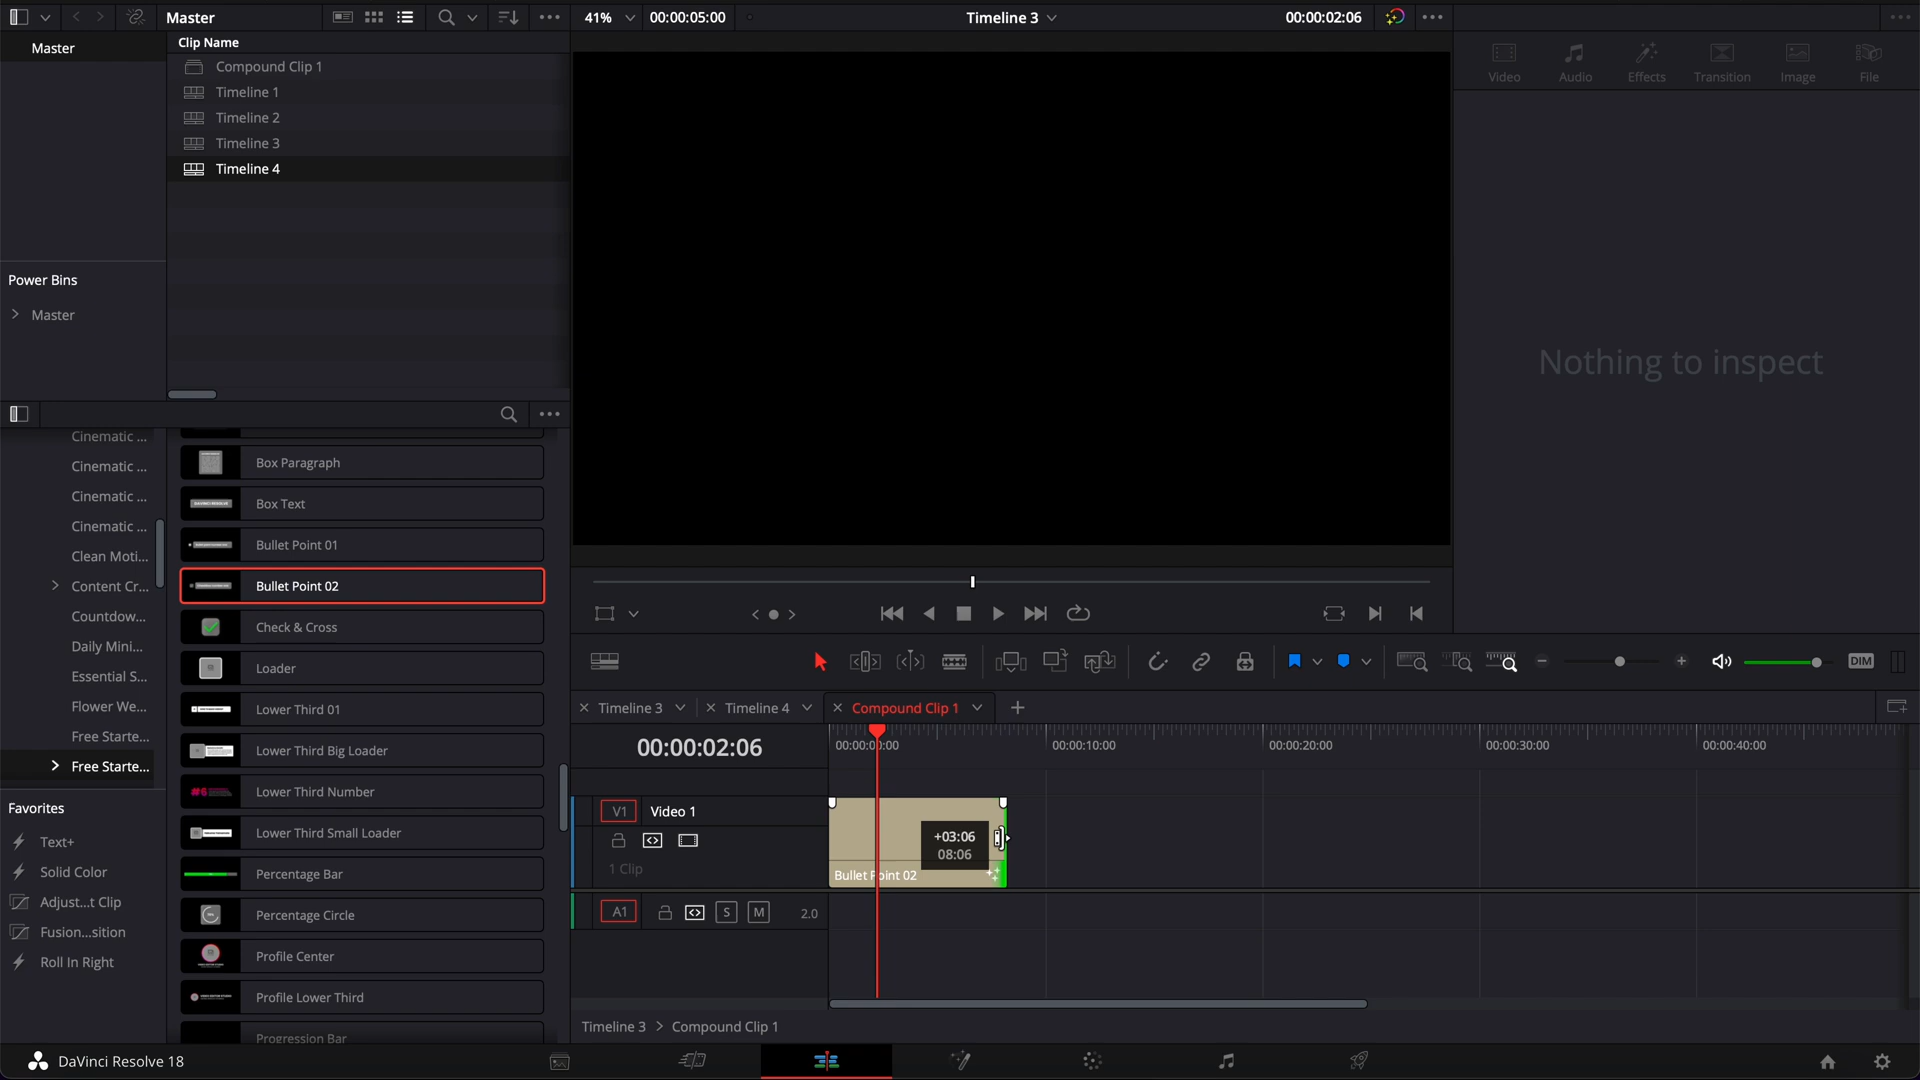 Master
41%
00:00:05:00
Timeline 3
00:00:02:06
Master
Clip Name
Compound Clip 1
Timeline 1
Timeline 2
Timeline 3
Timeline 4
Video
Audio
Effects
Transition
Image
File
Power Bins
Master
Nothing to inspect
Cinematic ...
Cinematic ...
Cinematic ...
Cinematic ...
Clean Moti...
Content Cr...
Countdow...
Daily Mini...
Essential S...
Flower We...
Free Starte...
Free Starte...
Box Paragraph
Box Text
Bullet Point 01
Bullet Point 02
Check & Cross
Loader
Lower Third 01
Lower Third Big Loader
Lower Third Number
Lower Third Small Loader
Percentage Bar
Percentage Circle
Profile Center
Profile Lower Third
Progression Bar
Favorites
Text+
Solid Color
Adjust...t Clip
Fusion...sition
Roll In Right
DIM
Timeline 3
Timeline 4
Compound Clip 1
00:00:02:06
00:00:00:00
00:00:10:00
00:00:20:00
00:00:30:00
00:00:40:00
V1
Video 1
1 Clip
+03:06
08:06
Bullet Point 02
A1
S
M
2.0
Timeline 3 > Compound Clip 1
DaVinci Resolve 18